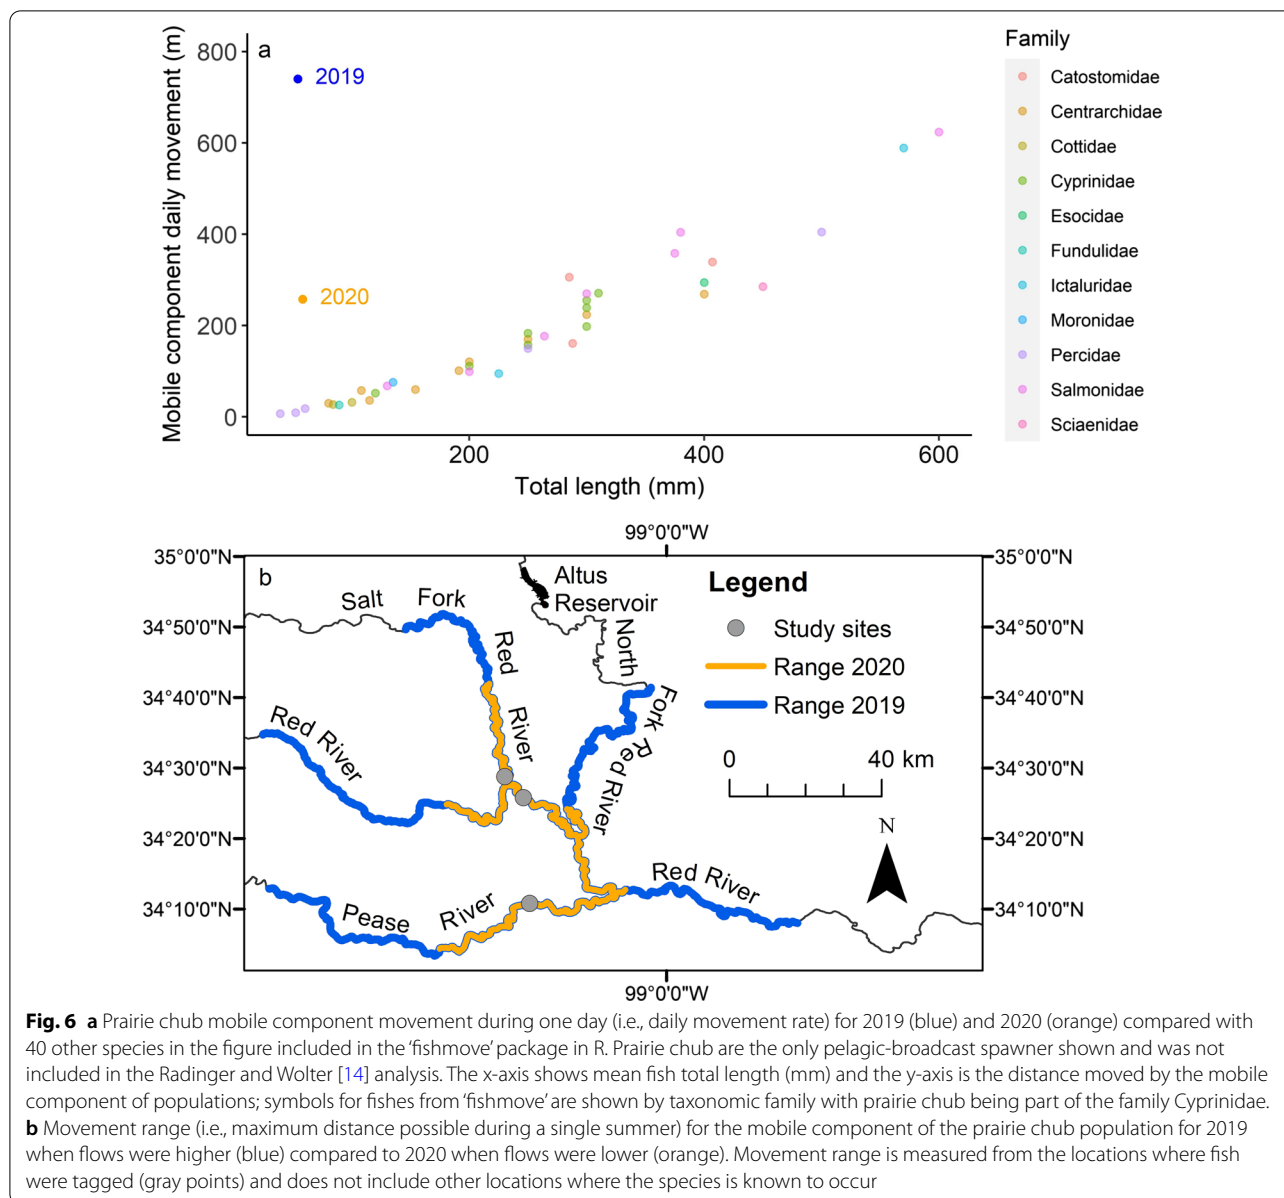 Mobile component daily movement (m)
800
600
400
200
0
a
2019
2020
200
400
600
Total length (mm)
Family
Catostomidae
Centrarchidae
Cottidae
Cyprinidae
Esocidae
Fundulidae
Ictaluridae
Moronidae
Percidae
Salmonidae
Sciaenidae
99°0'0"W
35°0'0"N
34°50'0"N
34°40'0"N
34°30'0"N
34°20'0"N
34°10'0"N
b
Salt Fork Red River
Altus
Reservoir
North Fork Red River
Red River
Pease River
Red River
Legend
Study sites
Range 2020
Range 2019
0 40 km
N
35°0'0"N
34°50'0"N
34°40'0"N
34°30'0"N
34°20'0"N
34°10'0"N
99°0'0"W
Fig. 6 a Prairie chub mobile component movement during one day (i.e., daily movement rate) for 2019 (blue) and 2020 (orange) compared with
40 other species in the figure included in the 'fishmove' package in R. Prairie chub are the only pelagic-broadcast spawner shown and was not
included in the Radinger and Wolter [14] analysis. The x-axis shows mean fish total length (mm) and the y-axis is the distance moved by the mobile
component of populations; symbols for fishes from 'fishmove' are shown by taxonomic family with prairie chub being part of the family Cyprinidae.
b Movement range (i.e., maximum distance possible during a single summer) for the mobile component of the prairie chub population for 2019
when flows were higher (blue) compared to 2020 when flows were lower (orange). Movement range is measured from the locations where fish
were tagged (gray points) and does not include other locations where the species is known to occur